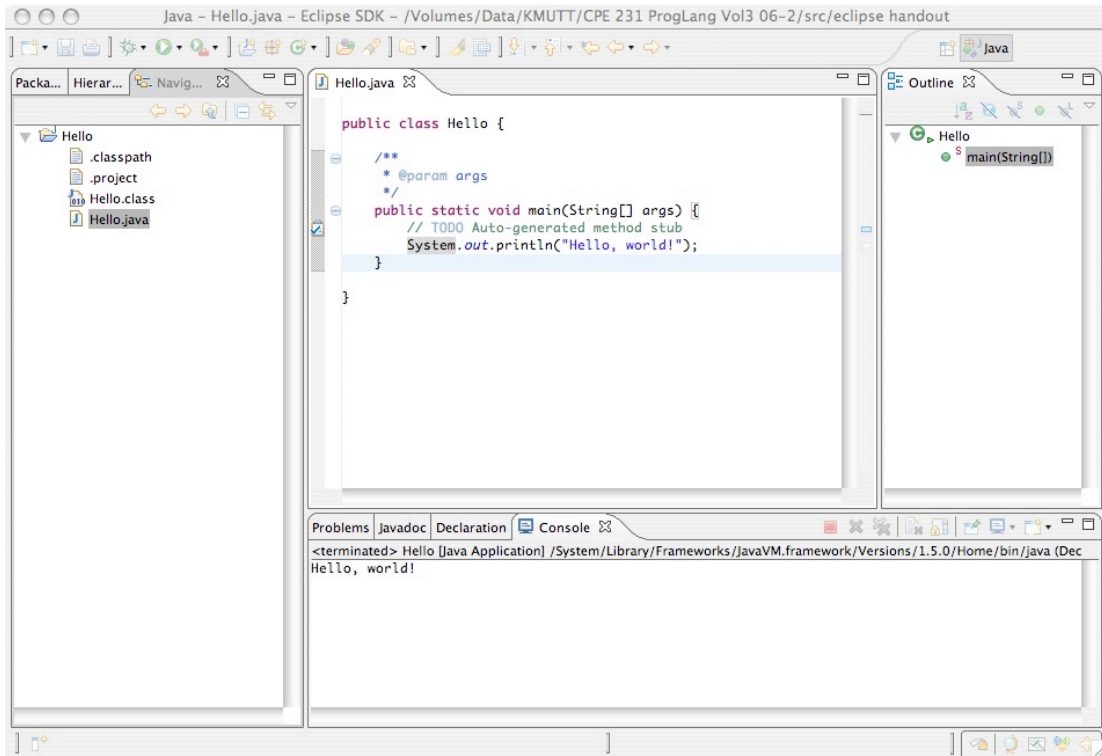 Java – Hello.java – Eclipse SDK – /Volumes/Data/KMUTT/CPE 231 ProgLang Vol3 06–2/src/eclipse handout
Java
Packa...
Hierar...
Navig...
Hello
.classpath
.project
Hello.class
Hello.java
Hello.java
public class Hello {
/**
* @param args
*/
public static void main(String[] args) {
// TODO Auto-generated method stub
System.out.println("Hello, world!");
}
}
Outline
Hello
main(String[])
Problems
Javadoc
Declaration
Console
<terminated> Hello [Java Application] /System/Library/Frameworks/JavaVM.framework/Versions/1.5.0/Home/bin/java (Dec
Hello, world!